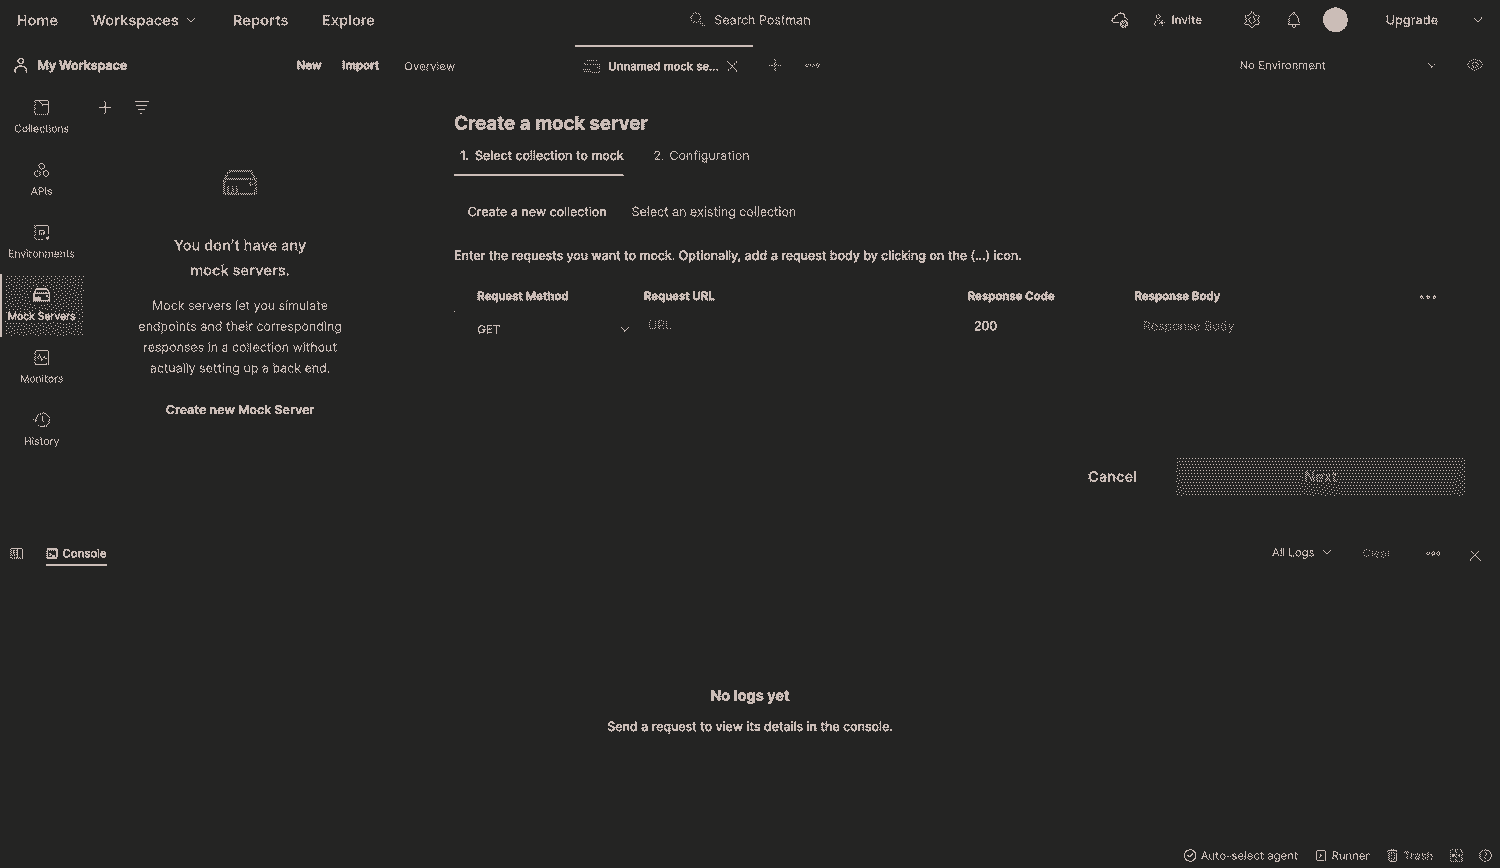 Home Workspaces Reports Explore Search Postman Invite Upgrade
My Workspace New Import Overview Unnamed mock se... No Environment
Collections
APIs
Environments
Mock Servers
Monitors
History
You don't have any
mock servers.
Mock servers let you simulate
endpoints and their corresponding
responses in a collection without
actually setting up a back end.
Create new Mock Server
Create a mock server
1. Select collection to mock 2. Configuration
Create a new collection Select an existing collection
Enter the requests you want to mock. Optionally, add a request body by clicking on the (...) icon.
Request Method Request URL Response Code Response Body
GET URL 200 Response Body
Cancel Next
Console All Logs Clear
No logs yet
Send a request to view its details in the console.
Auto-select agent Runner Trash